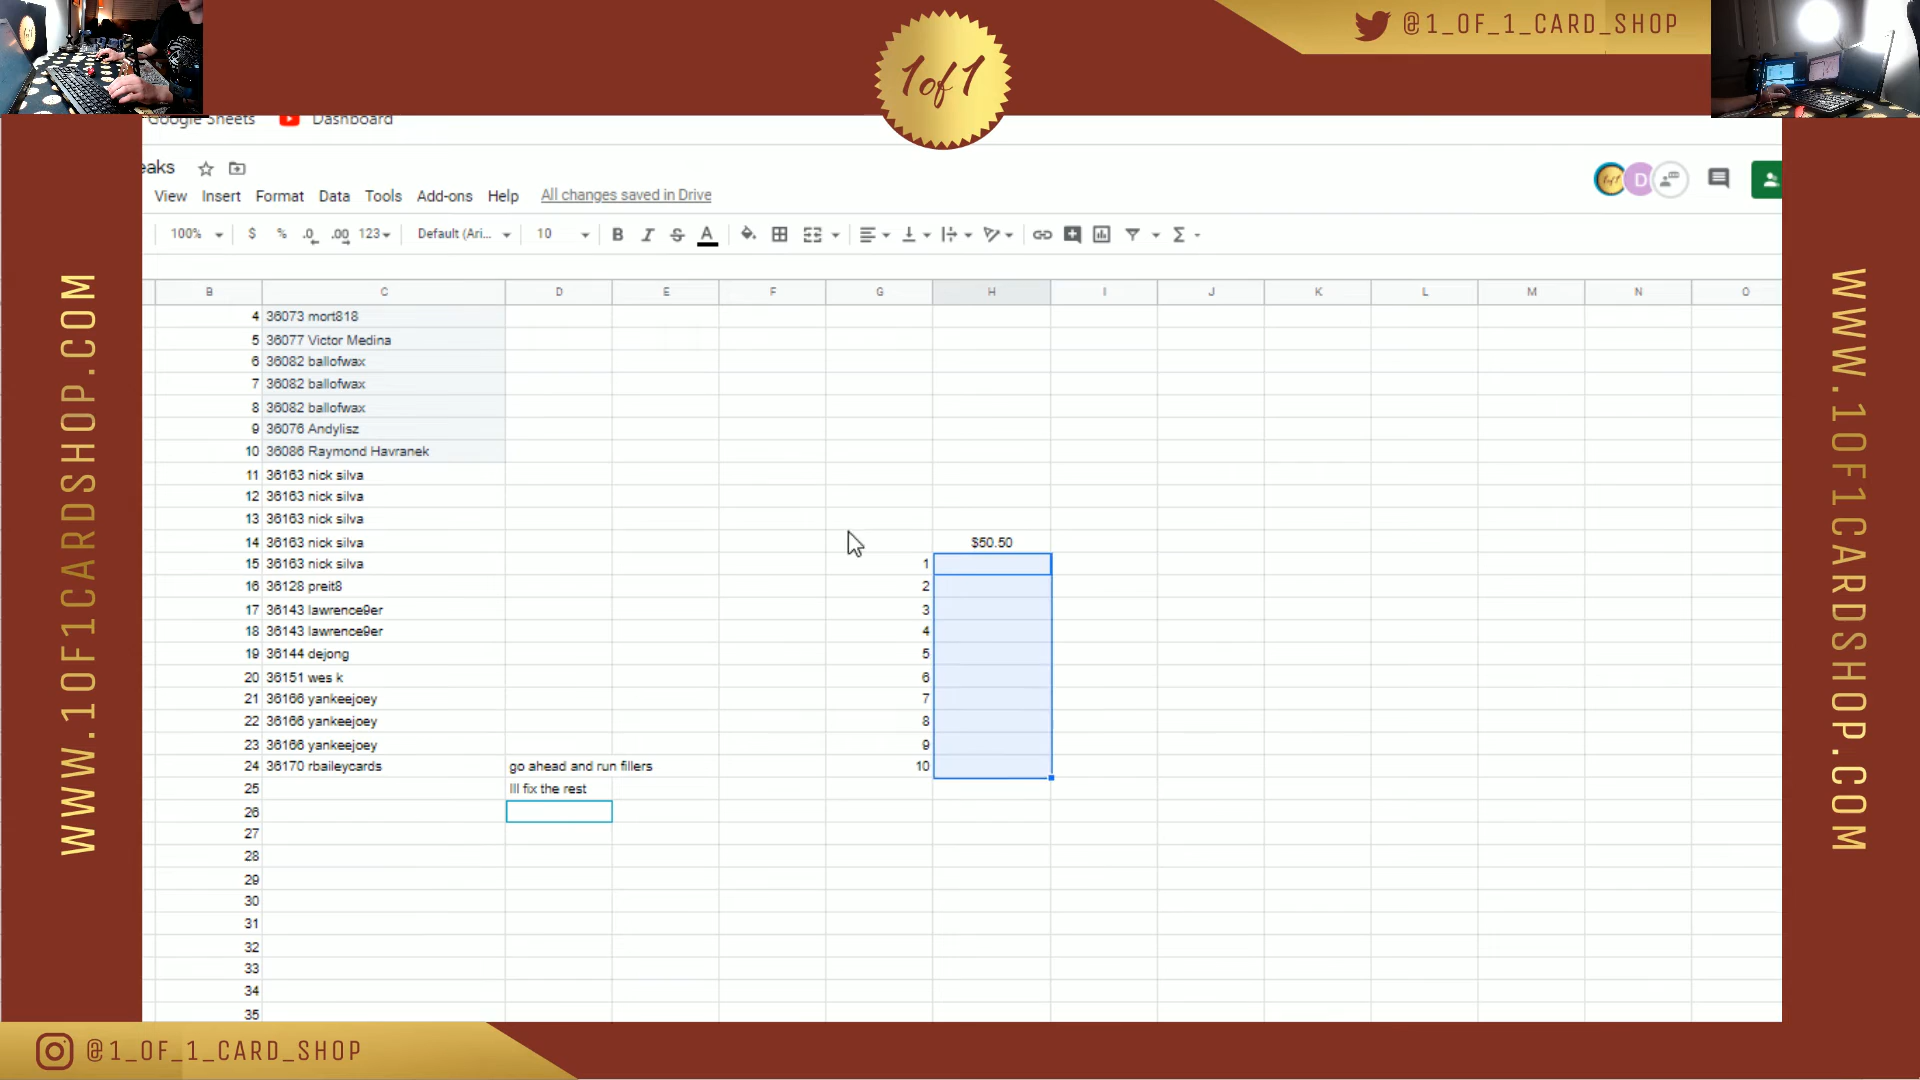 @1_OF_1_CARD_SHOP
1of1
Google Sheets Dashboard
eaks
View Insert Format Data Tools Add-ons Help All changes saved in Drive
D
100% $ % .0 .00 123 Default (Ari... 10 B I S A Σ
B C D E F G H I J K L M N O
4 36073 mort818
5 36077 Victor Medina
6 36082 ballofwax
7 36082 ballofwax
8 36082 ballofwax
9 36076 Andylisz
10 36086 Raymond Havranek
11 36163 nick silva
12 36163 nick silva
13 36163 nick silva
14 36163 nick silva $50.50
15 36163 nick silva 1
16 36128 preit8 2
17 36143 lawrence9er 3
18 36143 lawrence9er 4
19 36144 dejong 5
20 36151 wes k 6
21 36166 yankeejoey 7
22 36166 yankeejoey 8
23 36166 yankeejoey 9
24 36170 rbaileycards go ahead and run fillers 10
25 Ill fix the rest
26
27
28
29
30
31
32
33
34
35
WWW.1OF1CARDSHOP.COM
WWW.1OF1CARDSHOP.COM
@1_OF_1_CARD_SHOP